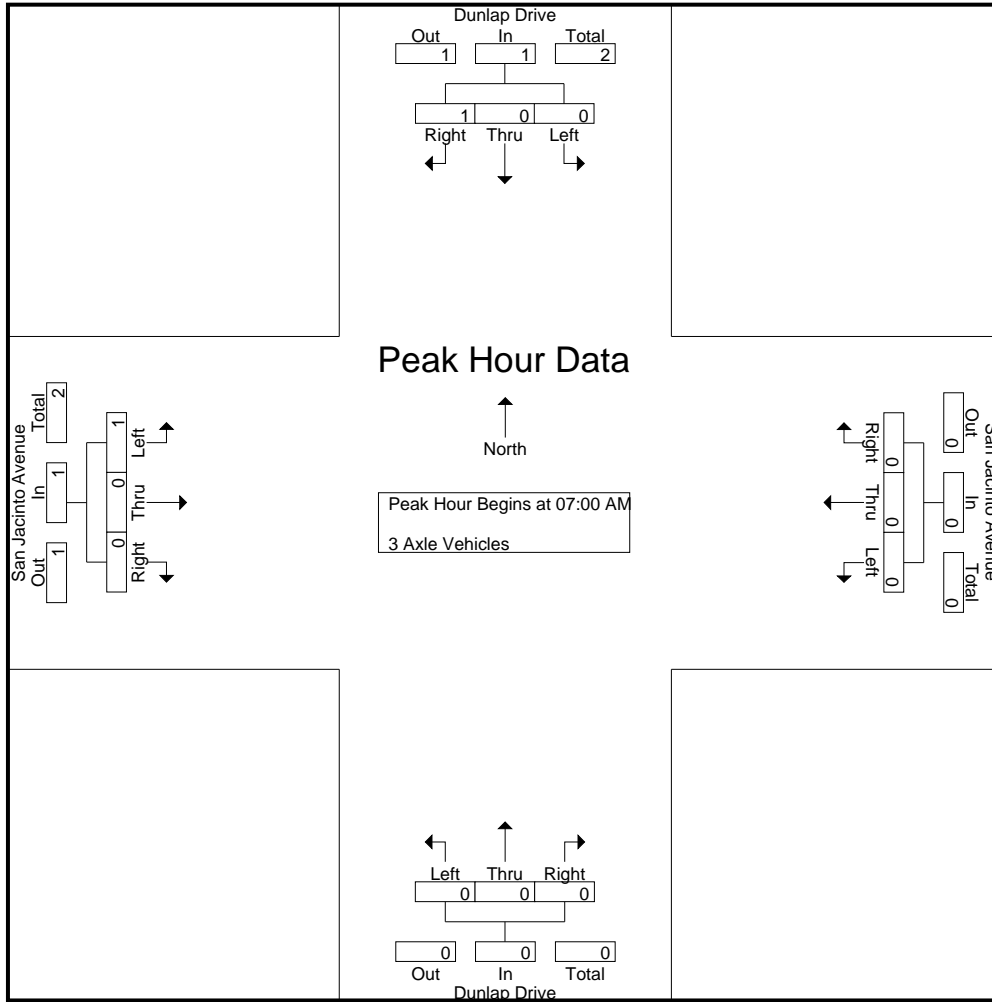 Dunlap Drive
Out In Total
1 1 2
1 0 0
Right Thru Left
Peak Hour Data
North
Peak Hour Begins at 07:00 AM
3 Axle Vehicles
San Jacinto Avenue
Total In Out
2 1 1
1 0 0
Left Thru Right
Right Thru Left
0 0 0
Out In Total
0 0 0
San Jacinto Avenue
Left Thru Right
0 0 0
0 0 0
Out In Total
Dunlap Drive